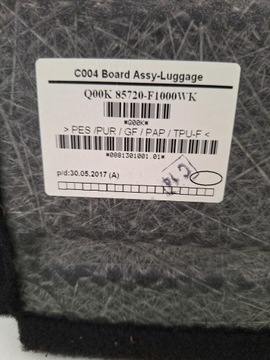 C004 Board Assy-Luggage
Q00K 85720-F1000WK
*Q00K*
> PES /PUR / GF / PAP / TPU-F <
*0881301001.01*
p/d:30.05.2017 (A)